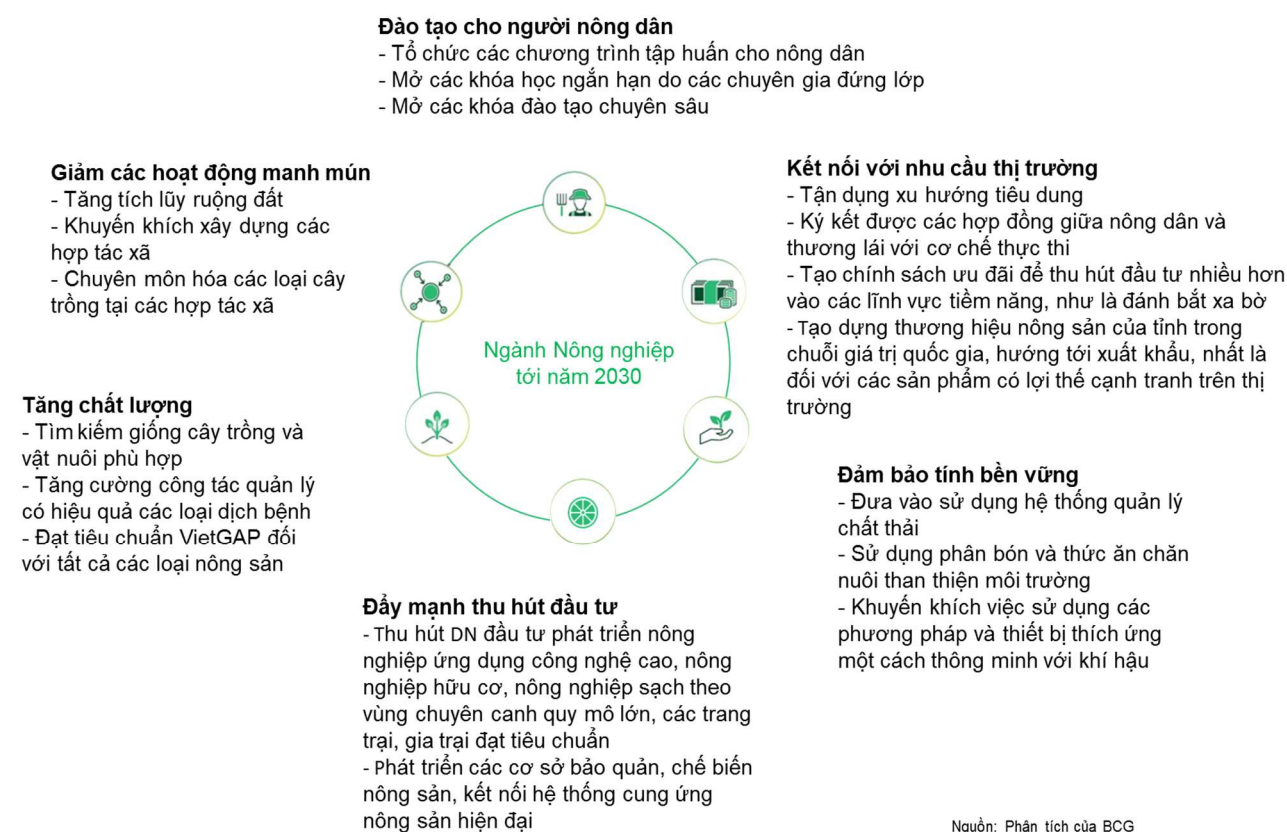 Đào tạo cho người nông dân
- Tổ chức các chương trình tập huấn cho nông dân
- Mở các khóa học ngắn hạn do các chuyên gia đứng lớp
- Mở các khóa đào tạo chuyên sâu
Giảm các hoạt động manh mún
- Tăng tích lũy ruộng đất
- Khuyến khích xây dựng các
hợp tác xã
- Chuyên môn hóa các loại cây
trồng tại các hợp tác xã
Kết nối với nhu cầu thị trường
- Tận dụng xu hướng tiêu dung
- Ký kết được các hợp đồng giữa nông dân và
thương lái với cơ chế thực thi
- Tạo chính sách ưu đãi để thu hút đầu tư nhiều hơn
vào các lĩnh vực tiềm năng, như là đánh bắt xa bờ
- Tạo dựng thương hiệu nông sản của tỉnh trong
chuỗi giá trị quốc gia, hướng tới xuất khẩu, nhất là
đối với các sản phẩm có lợi thế cạnh tranh trên thị
trường
Ngành Nông nghiệp
tới năm 2030
Tăng chất lượng
- Tìm kiếm giống cây trồng và
vật nuôi phù hợp
- Tăng cường công tác quản lý
có hiệu quả các loại dịch bệnh
- Đạt tiêu chuẩn VietGAP đối
với tất cả các loại nông sản
Đảm bảo tính bền vững
- Đưa vào sử dụng hệ thống quản lý
chất thải
- Sử dụng phân bón và thức ăn chăn
nuôi than thiện môi trường
- Khuyến khích việc sử dụng các
phương pháp và thiết bị thích ứng
một cách thông minh với khí hậu
Đẩy mạnh thu hút đầu tư
- Thu hút DN đầu tư phát triển nông
nghiệp ứng dụng công nghệ cao, nông
nghiệp hữu cơ, nông nghiệp sạch theo
vùng chuyên canh quy mô lớn, các trang
trại, gia trại đạt tiêu chuẩn
- Phát triển các cơ sở bảo quản, chế biến
nông sản, kết nối hệ thống cung ứng
nông sản hiện đại
Nguồn: Phân tích của BCG